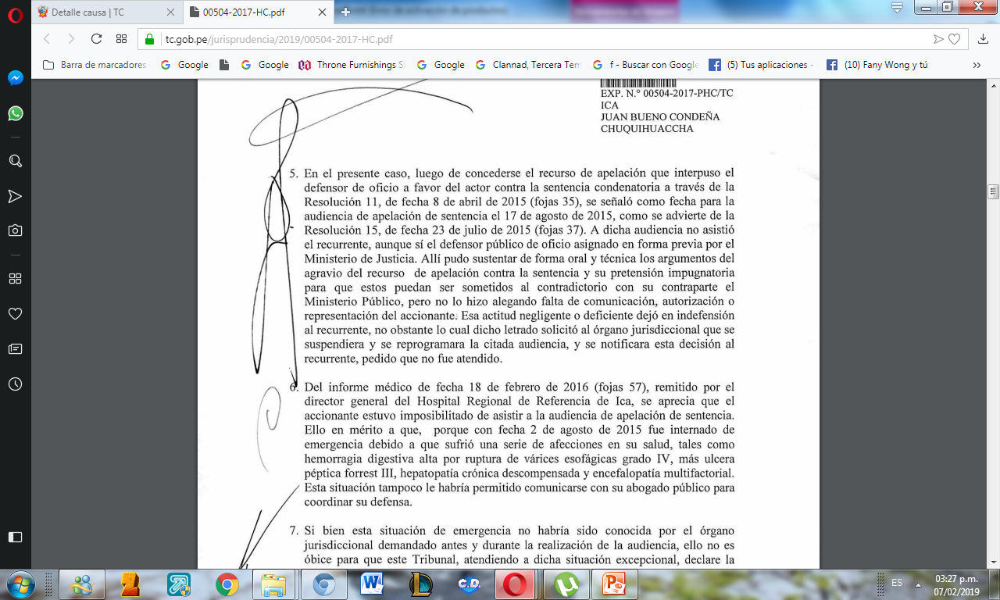 Detalle causa | TC
00504-2017-HC.pdf
tc.gob.pe/jurisprudencia/2019/00504-2017-HC.pdf
Barra de marcadores
Google
Google
Throne Furnishings S
Google
Clannad, Tercera Tem
f - Buscar con Google
(5) Tus aplicaciones -
(10) Fany Wong y tú
EXP. N.° 00504-2017-PHC/TC
ICA
JUAN BUENO CONDEÑA
CHUQUIHUACCHA
5. En el presente caso, luego de concederse el recurso de apelación que interpuso el
defensor de oficio a favor del actor contra la sentencia condenatoria a través de la
Resolución 11, de fecha 8 de abril de 2015 (fojas 35), se señaló como fecha para la
audiencia de apelación de sentencia el 17 de agosto de 2015, como se advierte de la
Resolución 15, de fecha 23 de julio de 2015 (fojas 37). A dicha audiencia no asistió
el recurrente, aunque sí el defensor público de oficio asignado en forma previa por el
Ministerio de Justicia. Allí pudo sustentar de forma oral y técnica los argumentos del
agravio del recurso de apelación contra la sentencia y su pretensión impugnatoria
para que estos puedan ser sometidos al contradictorio con su contraparte el
Ministerio Público, pero no lo hizo alegando falta de comunicación, autorización o
representación del accionante. Esa actitud negligente o deficiente dejó en indefensión
al recurrente, no obstante lo cual dicho letrado solicitó al órgano jurisdiccional que se
suspendiera y se reprogramara la citada audiencia, y se notificara esta decisión al
recurrente, pedido que no fue atendido.
6. Del informe médico de fecha 18 de febrero de 2016 (fojas 57), remitido por el
director general del Hospital Regional de Referencia de Ica, se aprecia que el
accionante estuvo imposibilitado de asistir a la audiencia de apelación de sentencia.
Ello en mérito a que, porque con fecha 2 de agosto de 2015 fue internado de
emergencia debido a que sufrió una serie de afecciones en su salud, tales como
hemorragia digestiva alta por ruptura de várices esofágicas grado IV, más ulcera
péptica forrest III, hepatopatía crónica descompensada y encefalopatía multifactorial.
Esta situación tampoco le habría permitido comunicarse con su abogado público para
coordinar su defensa.
7. Si bien esta situación de emergencia no habría sido conocida por el órgano
jurisdiccional demandado antes y durante la realización de la audiencia, ello no es
óbice para que este Tribunal, atendiendo a dicha situación excepcional, declare la
C.D.
ES
03:27 p.m.
07/02/2019